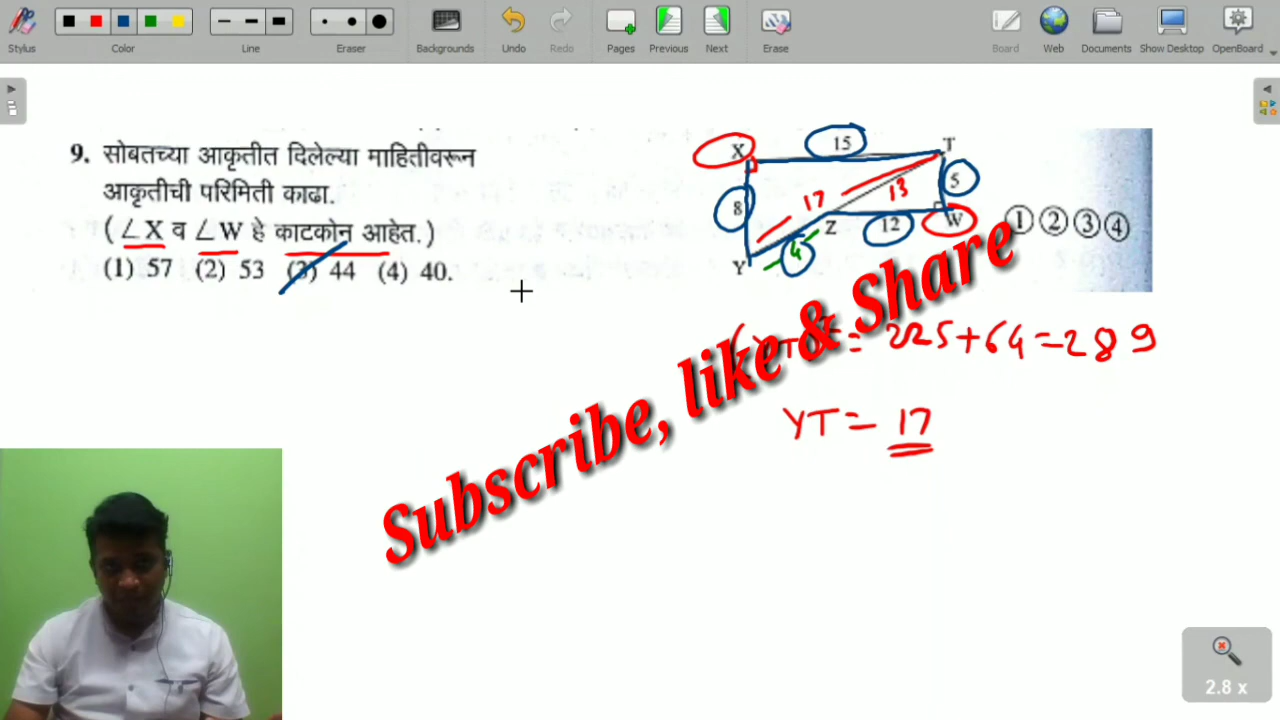 Stylus Color Line Eraser Backgrounds Undo Redo Pages Previous Next Erase Board Web Documents Show Desktop OpenBoard
9. सोबतच्या आकृतीत दिलेल्या माहितीवरून
आकृतीची परिमिती काढा.
(∠X व ∠W हे काटकोन आहेत.)
(1) 57 (2) 53 (3) 44 (4) 40.
X 15 T
8 17 13 5
Z 12 W
Y 4
① ② ③ ④
= 225+64=289
YT = 17
Subscribe, like & Share
2.8 x